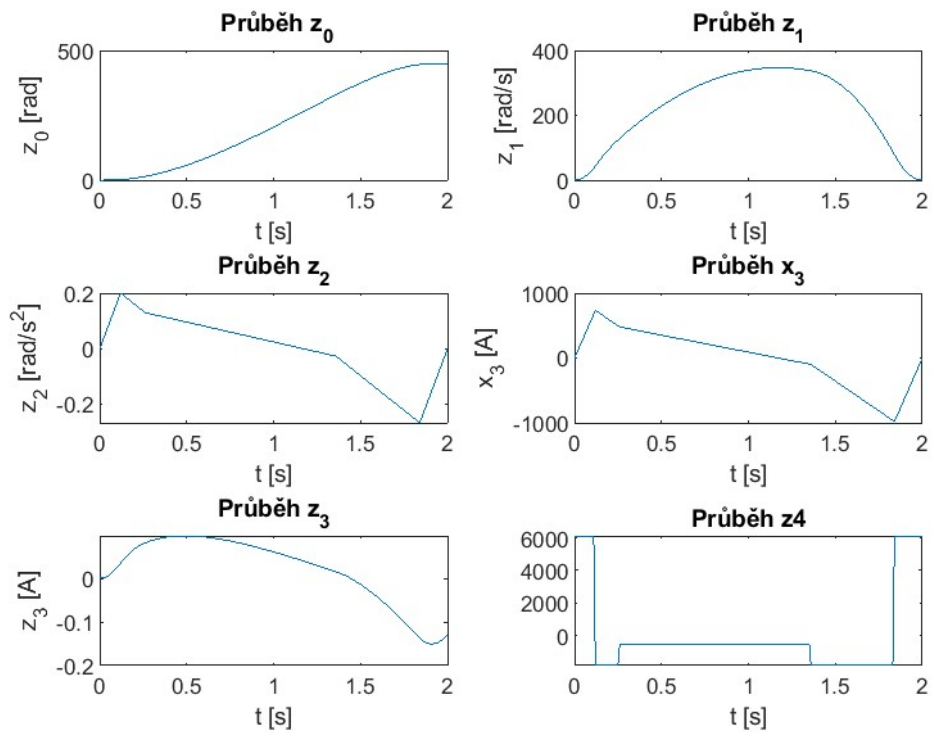 Průběh z0
500
z0 [rad]
0
0 0.5 1 1.5 2
t [s]
Průběh z1
400
200
z1 [rad/s]
0
0 0.5 1 1.5 2
t [s]
Průběh z2
0.2
0
-0.2
z2 [rad/s2]
0 0.5 1 1.5 2
t [s]
Průběh x3
1000
0
-1000
x3 [A]
0 0.5 1 1.5 2
t [s]
Průběh z3
0
-0.1
-0.2
z3 [A]
0 0.5 1 1.5 2
t [s]
Průběh z4
6000
4000
2000
0
0 0.5 1 1.5 2
t [s]